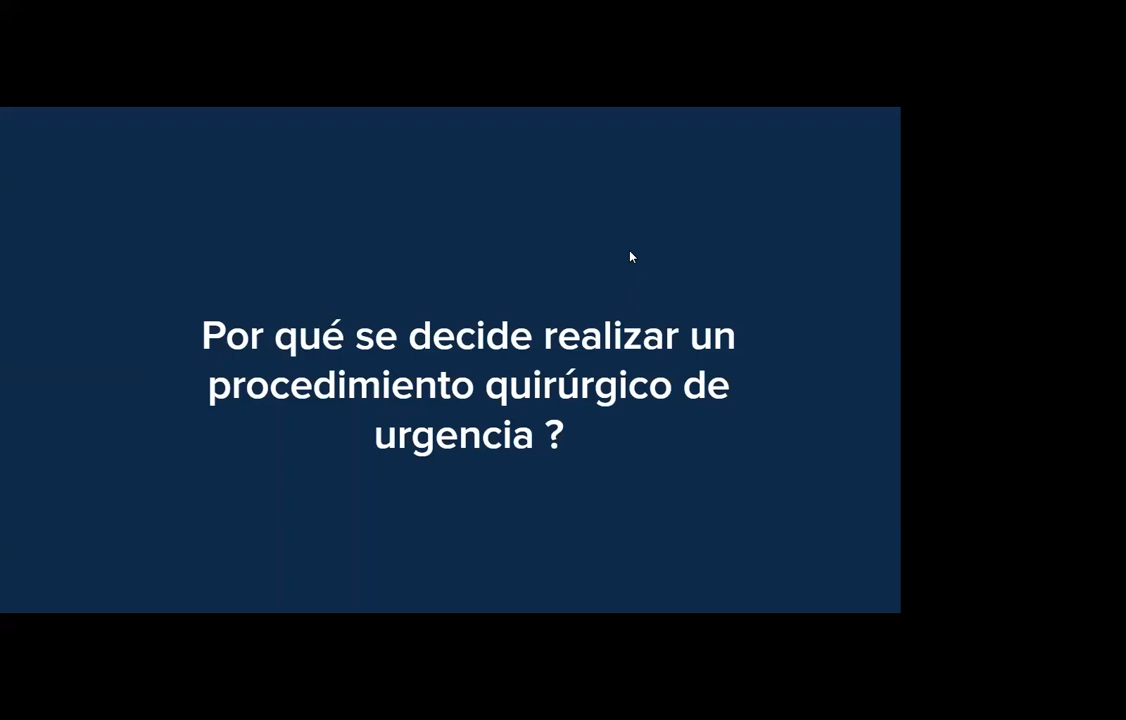 Por qué se decide realizar un
procedimiento quirúrgico de
urgencia ?